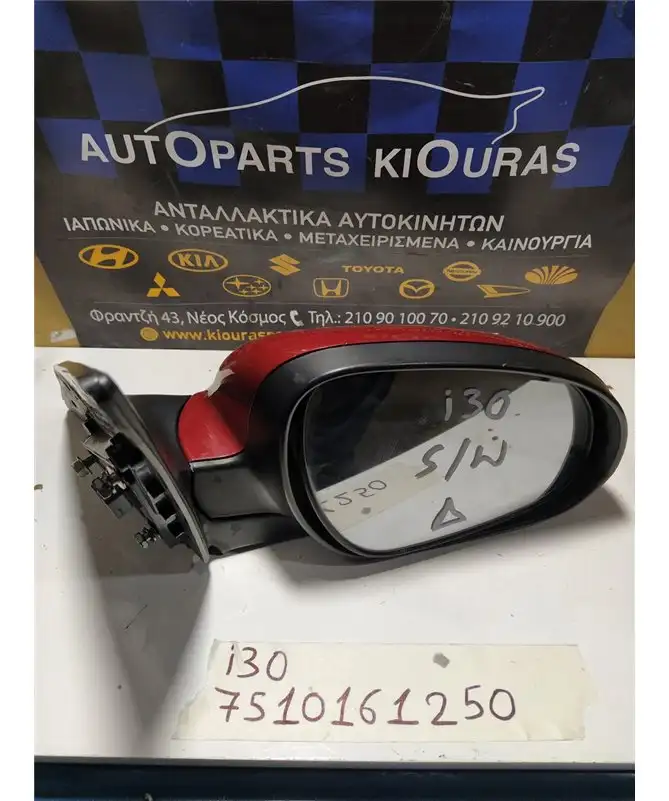 AUTOPARTS KIOURAS
ΑΝΤΑΛΛΑΚΤΙΚΑ ΑΥΤΟΚΙΝΗΤΩΝ
ΙΑΠΩΝΙΚΑ • ΚΟΡΕΑΤΙΚΑ • ΜΕΤΑΧΕΙΡΙΣΜΕΝΑ • ΚΑΙΝΟΥΡΓΙΑ
KIA
TOYOTA
Φραντζή 43, Νέος Κόσμος Τηλ.: 210 90 100 70 • 210 92 10 900
www.kiouras
i30
S/W
Δ
i30
7510161250